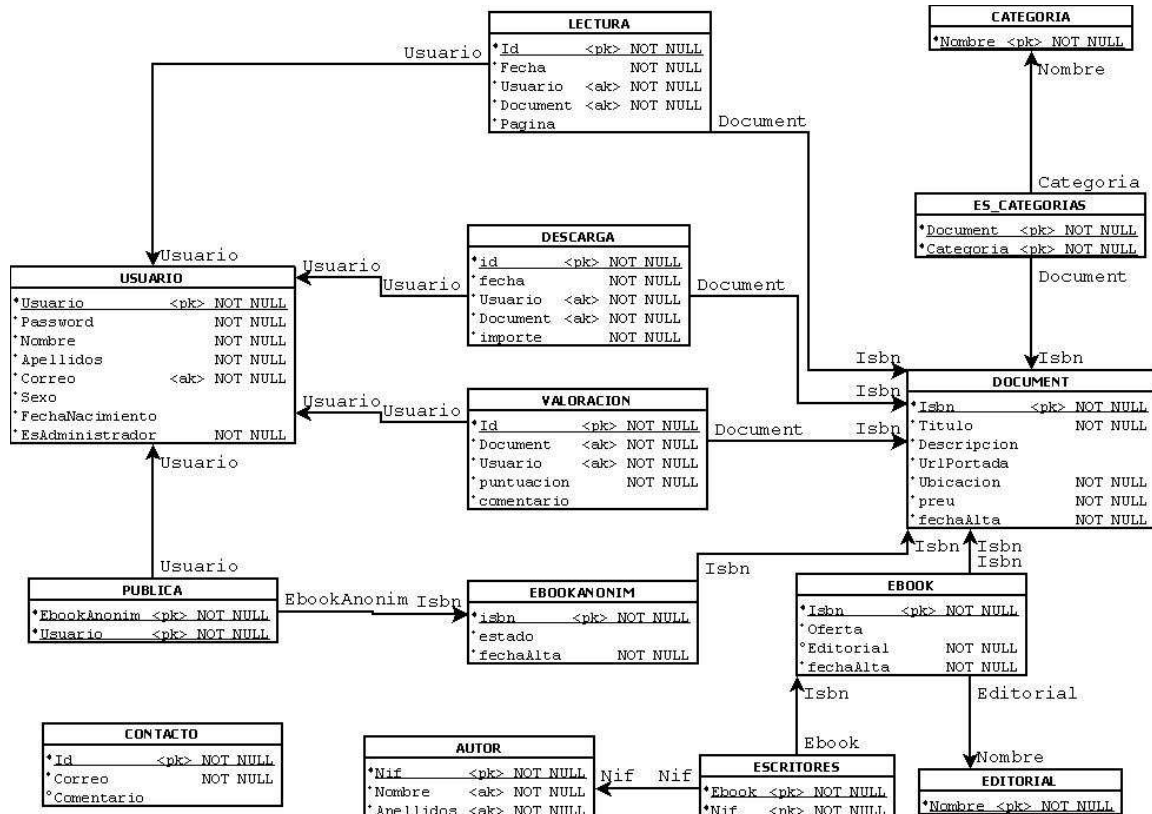 LECTURA
Id <pk> NOT NULL
Fecha NOT NULL
Usuario <ak> NOT NULL
Document <ak> NOT NULL
Pagina
Usuario
Usuario
Document
Isbn
CATEGORIA
Nombre <pk> NOT NULL
Nombre
Categoria
ES_CATEGORIAS
Document <pk> NOT NULL
Categoria <pk> NOT NULL
Document
Isbn
DESCARGA
id <pk> NOT NULL
fecha NOT NULL
Usuario <ak> NOT NULL
Document <ak> NOT NULL
importe NOT NULL
Usuario
Usuario
Document
Isbn
USUARIO
Usuario <pk> NOT NULL
Password NOT NULL
Nombre NOT NULL
Apellidos NOT NULL
Correo <ak> NOT NULL
Sexo
FechaNacimiento
EsAdministrador NOT NULL
Usuario
Usuario
VALORACION
Id <pk> NOT NULL
Document <ak> NOT NULL
Usuario <ak> NOT NULL
puntuacion NOT NULL
comentario
Document
Isbn
DOCUMENT
Isbn <pk> NOT NULL
Titulo NOT NULL
Descripcion
UrlPortada
Ubicacion NOT NULL
preu NOT NULL
fechaAlta NOT NULL
Usuario
Usuario
PUBLICA
EbookAnonim <pk> NOT NULL
Usuario <pk> NOT NULL
EbookAnonim
Isbn
EBOOKANONIM
isbn <pk> NOT NULL
estado
fechaAlta NOT NULL
Isbn
Isbn
Isbn
Isbn
EBOOK
Isbn <pk> NOT NULL
Oferta
Editorial NOT NULL
fechaAlta NOT NULL
Isbn
Ebook
Editorial
Nombre
CONTACTO
Id <pk> NOT NULL
Correo NOT NULL
Comentario
AUTOR
Nif <pk> NOT NULL
Nombre <ak> NOT NULL
Apellidos <ak> NOT NULL
Nif
Nif
ESCRITORES
Ebook <pk> NOT NULL
Nif <pk> NOT NULL
EDITORIAL
Nombre <pk> NOT NULL